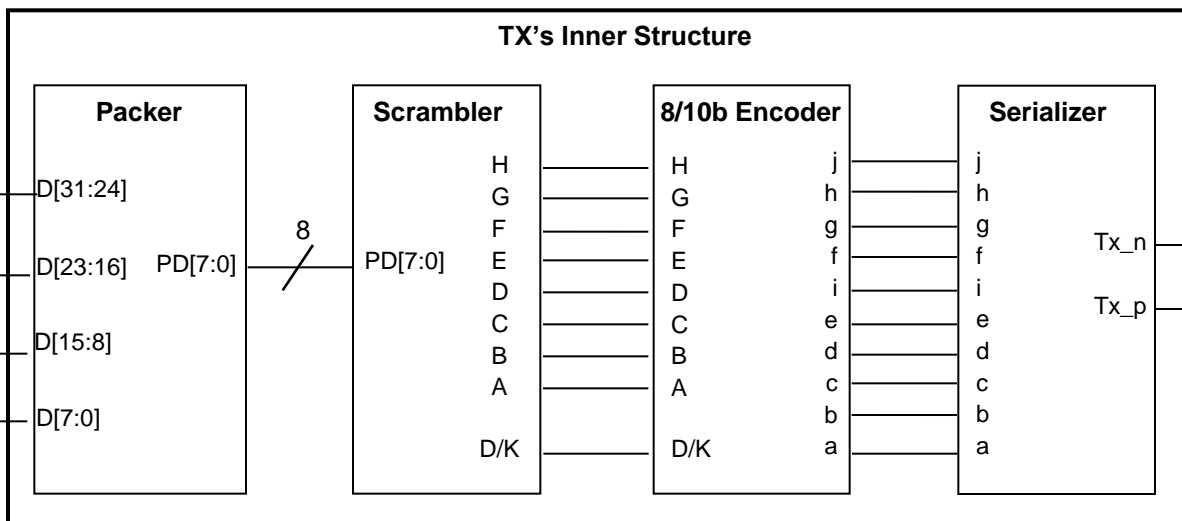 TX's Inner Structure
Packer
D[31:24]
D[23:16]
PD[7:0]
D[15:8]
D[7:0]
8
Scrambler
PD[7:0]
H
G
F
E
D
C
B
A
D/K
8/10b Encoder
H
G
F
E
D
C
B
A
D/K
j
h
g
f
i
e
d
c
b
a
Serializer
j
h
g
f
i
e
d
c
b
a
Tx_n
Tx_p